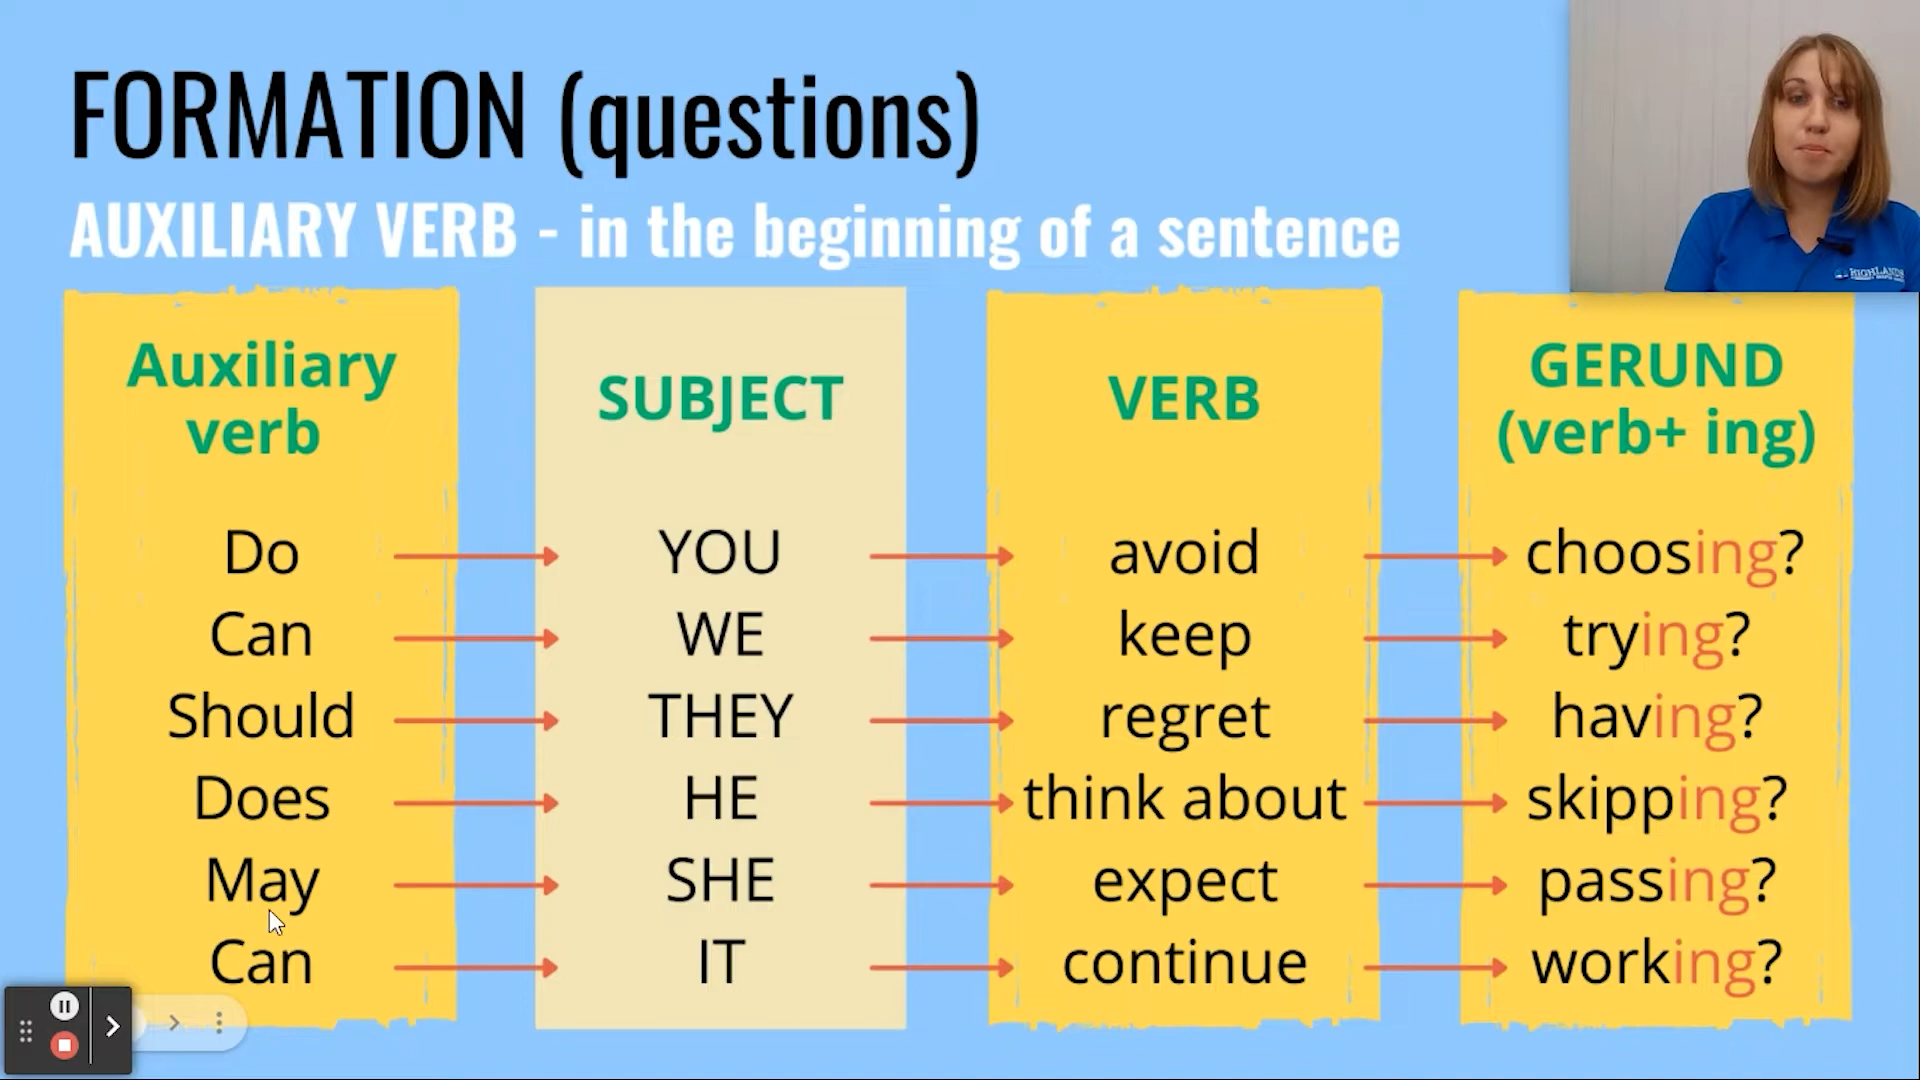 FORMATION (questions)
AUXILIARY VERB - in the beginning of a sentence
Auxiliary verb
SUBJECT
VERB
GERUND (verb+ ing)
Do YOU avoid choosing?
Can WE keep trying?
Should THEY regret having?
Does HE think about skipping?
May SHE expect passing?
Can IT continue working?
HIGHLAND